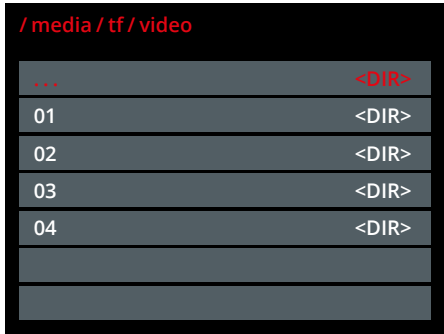 / media / tf / video
. . . <DIR>
01 <DIR>
02 <DIR>
03 <DIR>
04 <DIR>